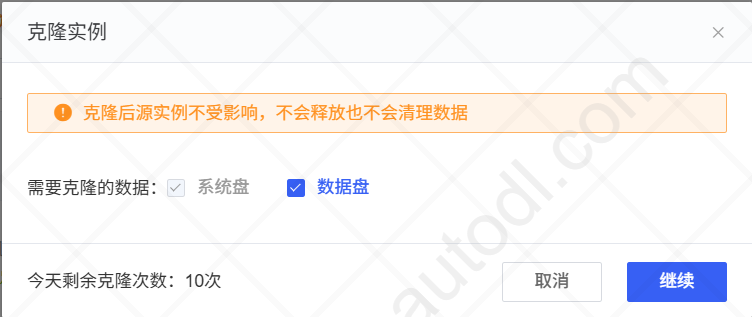 克隆实例
克隆后源实例不受影响，不会释放也不会清理数据
需要克隆的数据： 系统盘 数据盘
今天剩余克隆次数：10次 取消 继续
autodl.com